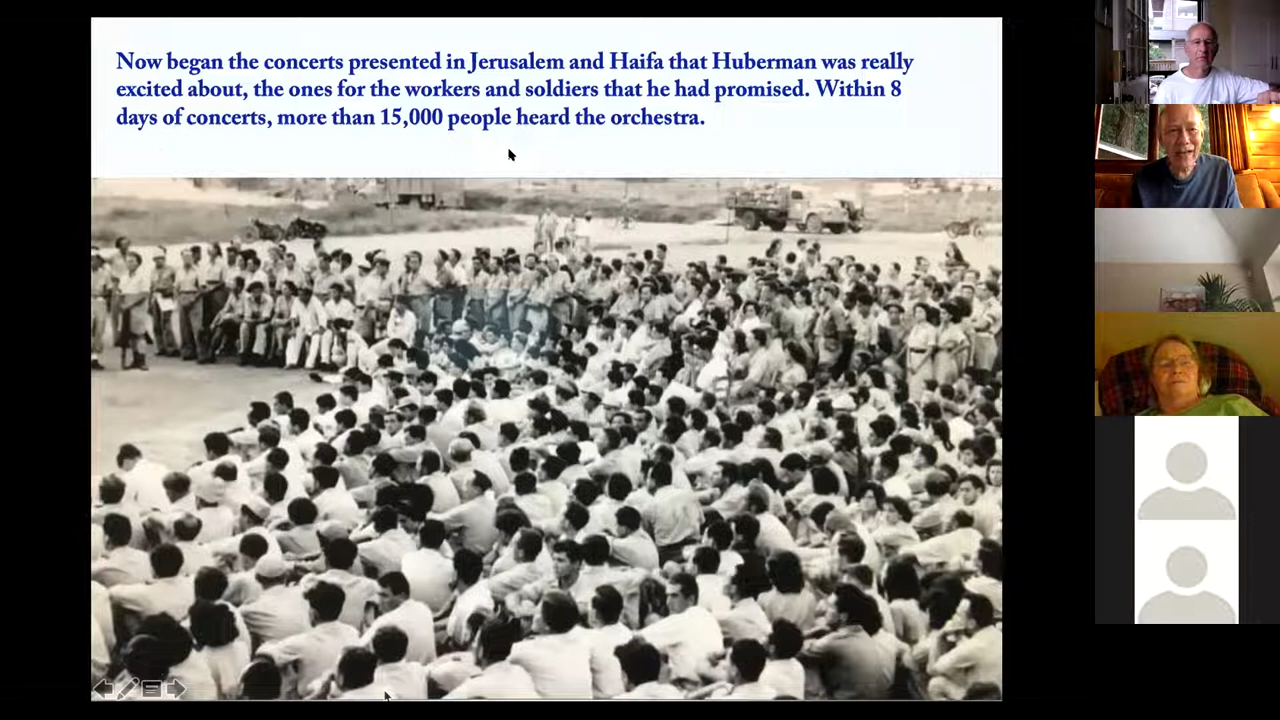 Now began the concerts presented in Jerusalem and Haifa that Huberman was really
excited about, the ones for the workers and soldiers that he had promised. Within 8
days of concerts, more than 15,000 people heard the orchestra.